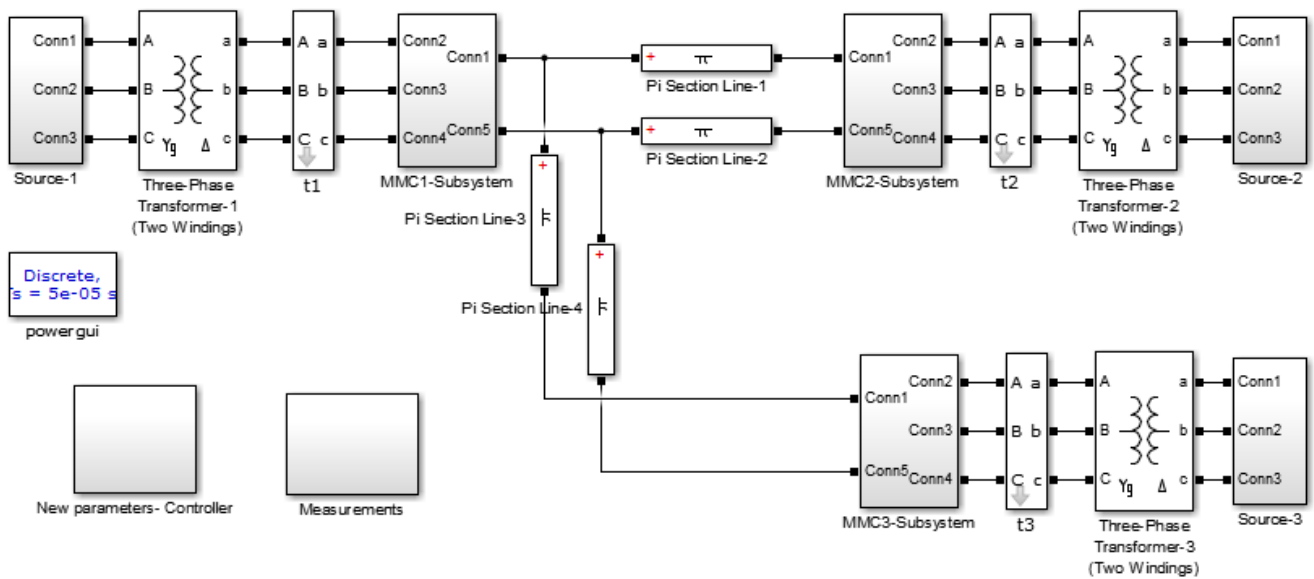 Conn1
Conn2
Conn3
Source-1
A
B
C
a
b
c
Yg
Δ
Three-Phase
Transformer-1
(Two Windings)
A
B
C
a
b
c
t1
Conn2
Conn3
Conn4
Conn1
Conn5
MMC1-Subsystem
+
π
Pi Section Line-1
+
π
Pi Section Line-2
Conn1
Conn5
Conn2
Conn3
Conn4
MMC2-Subsystem
A
B
C
a
b
c
t2
A
B
C
a
b
c
Yg
Δ
Three-Phase
Transformer-2
(Two Windings)
Conn1
Conn2
Conn3
Source-2
+
π
Pi Section Line-3
+
π
Pi Section Line-4
Discrete,
s = 5e-05 s
powergui
New parameters- Controller
Measurements
Conn1
Conn5
Conn2
Conn3
Conn4
MMC3-Subsystem
A
B
C
a
b
c
t3
A
B
C
a
b
c
Yg
Δ
Three-Phase
Transformer-3
(Two Windings)
Conn1
Conn2
Conn3
Source-3